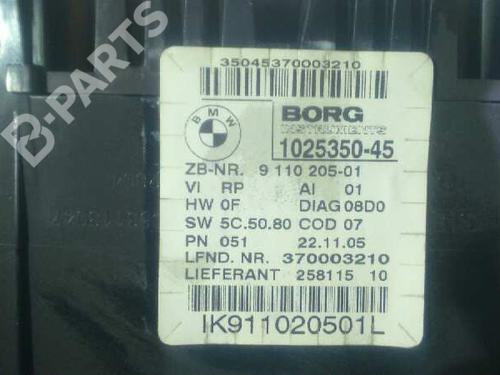 B-PARTS
35045370003210
BMW
BORG
INSTRUMENTS
1025350-45
ZB-NR. 9 110 205-01
VI RP AI 01
HW 0F DIAG 08D0
SW 5C.50.80 COD 07
PN 051 22.11.05
LFND. NR. 370003210
LIEFERANT 258115 10
IK911020501L